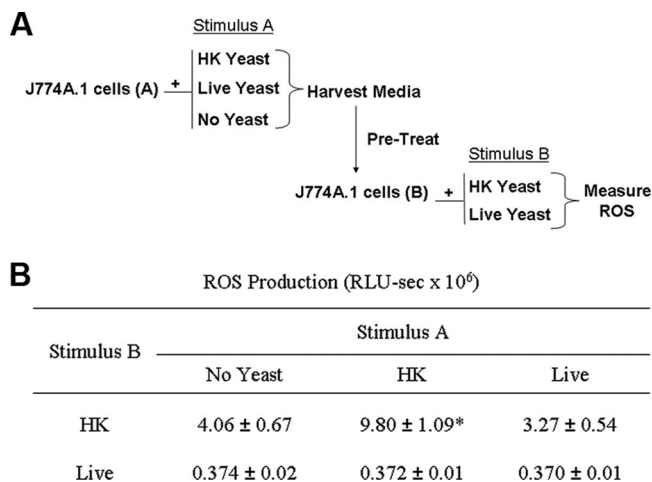 A
Stimulus A
HK Yeast
J774A.1 cells (A) + Live Yeast Harvest Media
No Yeast
Pre-Treat
Stimulus B
J774A.1 cells (B) + HK Yeast Measure
Live Yeast ROS
B
ROS Production (RLU-sec x 10⁶)
Stimulus A
Stimulus B
No Yeast HK Live
HK 4.06 ± 0.67 9.80 ± 1.09* 3.27 ± 0.54
Live 0.374 ± 0.02 0.372 ± 0.01 0.370 ± 0.01